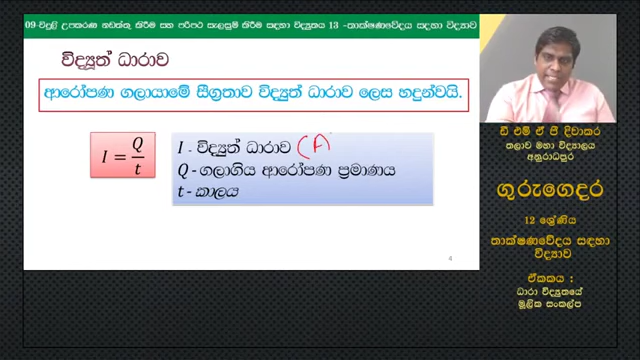 09-විදුලි උපකරණ නඩත්තු කිරීම සහ පරිපථ සැලසුම් කිරීම සඳහා විද්‍යුතය 13 -තාක්ෂණවේදය සඳහා විද්‍යාව
විද්‍යුත් ධාරාව
ආරෝපණ ගලායාමේ සීග්‍රතාව විද්‍යුත් ධාරාව ලෙස හඳුන්වයි.
I = Q/t
I - විද්‍යුත් ධාරාව (A)
Q - ගලාගිය ආරෝපණ ප්‍රමාණය
t - කාලය
4
ඩී එම් ඒ පී දිවාකර
තලාව මහා විද්‍යාලය
අනුරාධපුර
ගුරුගෙදර
12 ශ්‍රේණිය
තාක්ෂණවේදය සඳහා
විද්‍යාව
ඒකකය :
ධාරා විද්‍යුතයේ
මූලික සංකල්ප